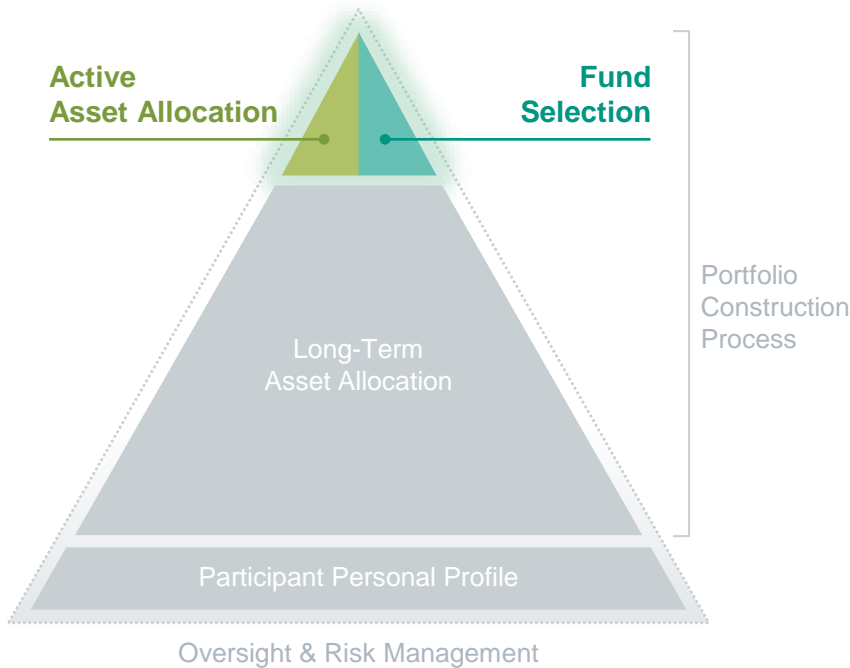 Active
Asset Allocation
Fund
Selection
Portfolio
Construction
Process
Long-Term
Asset Allocation
Participant Personal Profile
Oversight & Risk Management